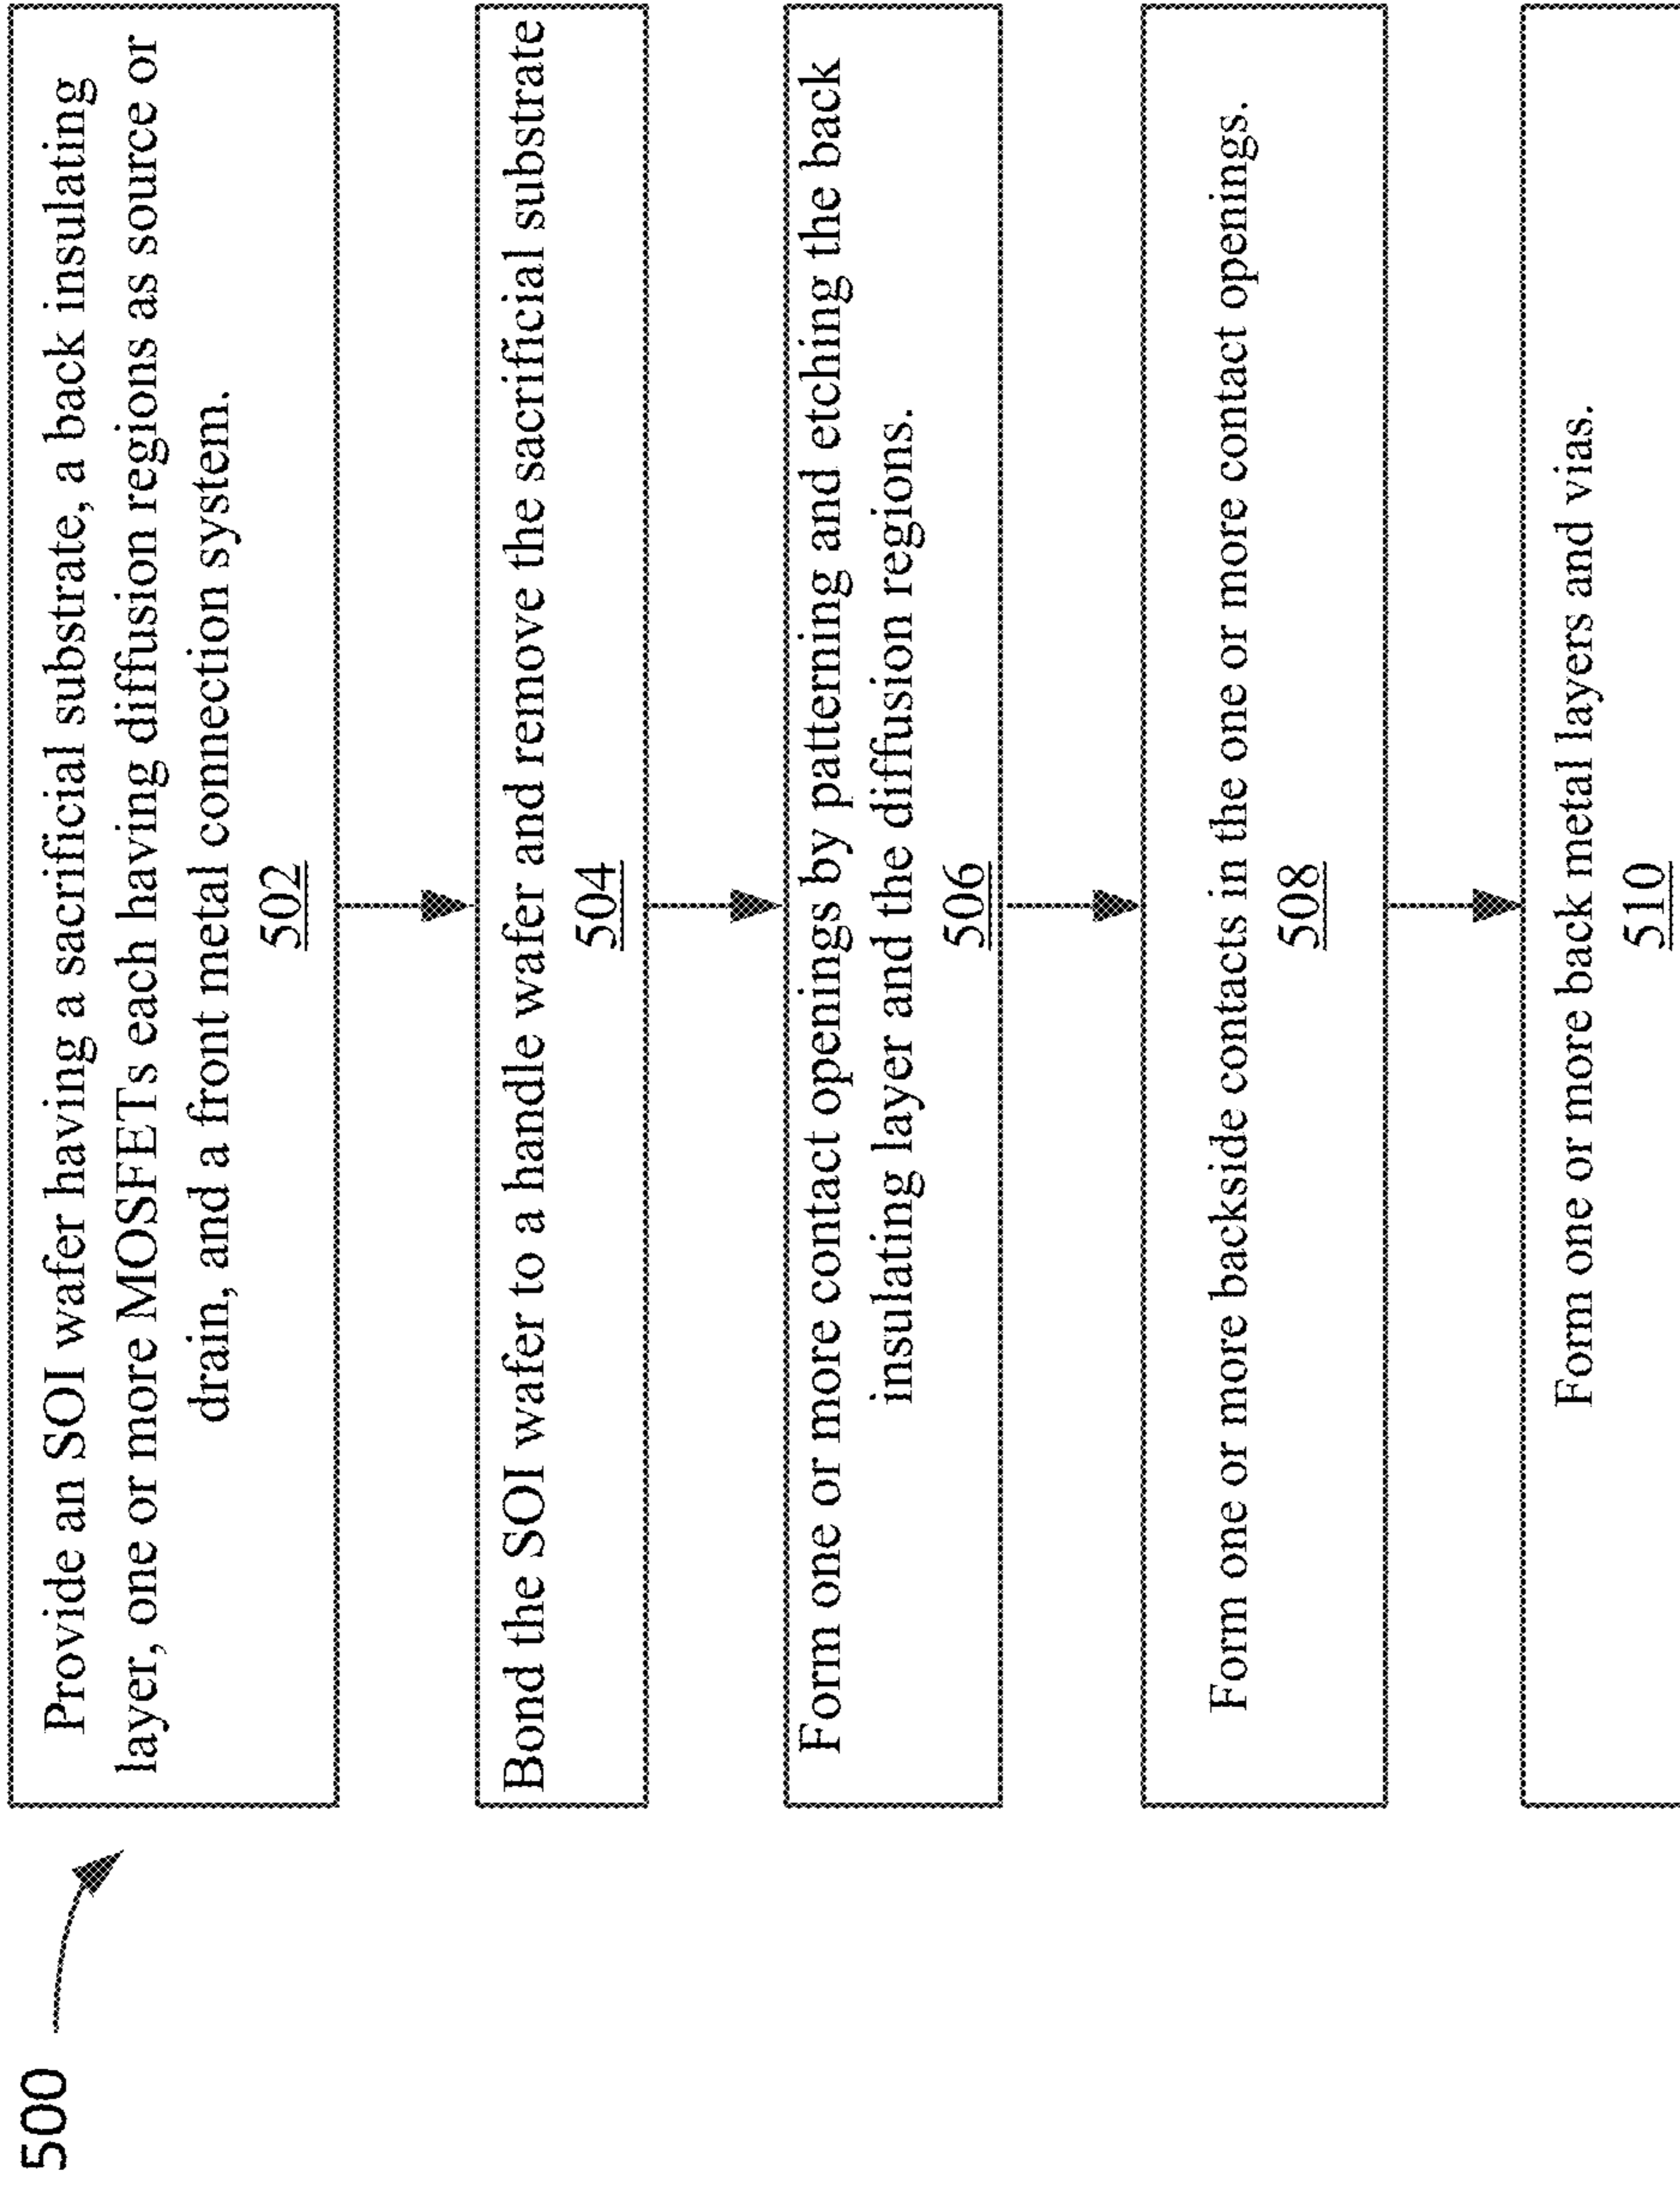 500
Provide an SOI wafer having a sacrificial substrate, a back insulating
layer, one or more MOSFETs each having diffusion regions as source or
drain, and a front metal connection system.
502
Bond the SOI wafer to a handle wafer and remove the sacrificial substrate
504
Form one or more contact openings by patterning and etching the back
insulating layer and the diffusion regions.
506
Form one or more backside contacts in the one or more contact openings.
508
Form one or more back metal layers and vias.
510